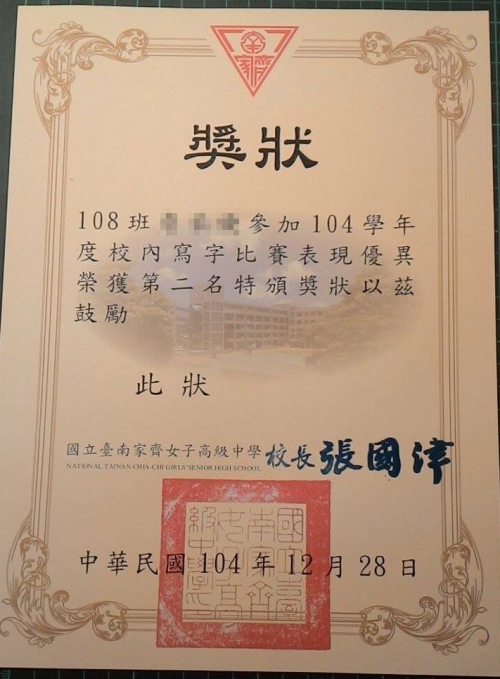 獎狀
108班 參加104學年
度校內寫字比賽表現優異
榮獲第二名特頒獎狀以茲
鼓勵
此狀
國立臺南家齊女子高級中學 校長 張國津
NATIONAL TAINAN CHIA-CHI GIRLS' SENIOR HIGH SCHOOL
中華民國104年12月28日